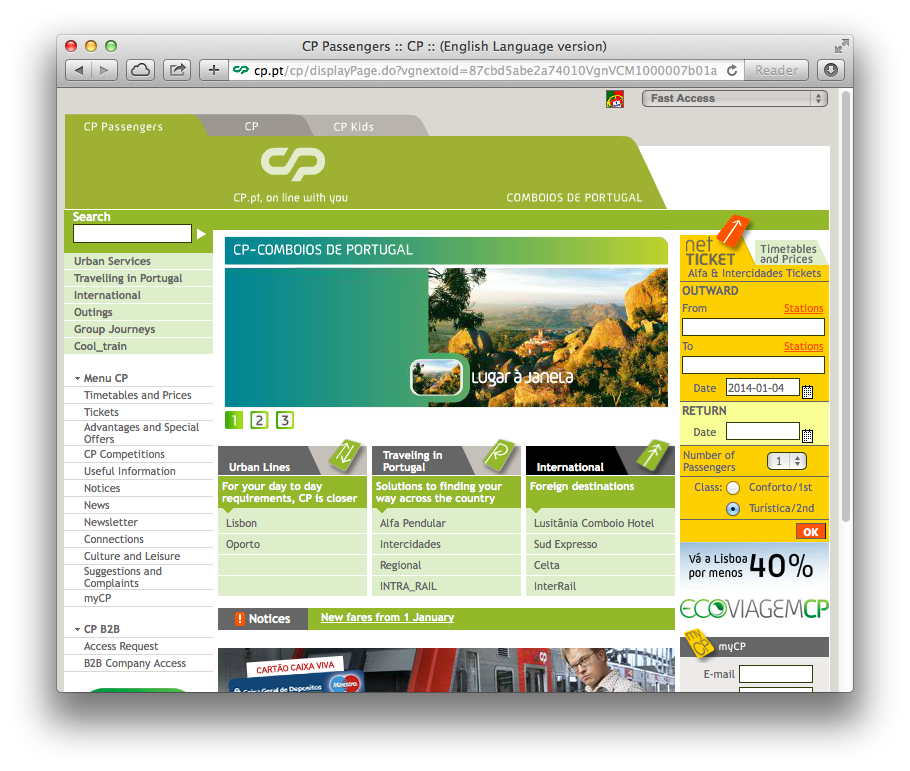 CP Passengers :: CP :: (English Language version)
cp.pt/cp/displayPage.do?vgnextoid=87cbd5abe2a74010VgnVCM1000007b01a
Reader
Fast Access
CP Passengers
CP
CP Kids
cp
CP.pt, on line with you
COMBOIOS DE PORTUGAL
Search
Urban Services
Travelling in Portugal
International
Outings
Group Journeys
Cool_train
Menu CP
Timetables and Prices
Tickets
Advantages and Special
Offers
CP Competitions
Useful Information
Notices
News
Newsletter
Connections
Culture and Leisure
Suggestions and
Complaints
myCP
CP B2B
Access Request
B2B Company Access
CP-COMBOIOS DE PORTUGAL
LUGAR À JANELA
1 2 3
Urban Lines
For your day to day
requirements, CP is closer
Lisbon
Oporto
Traveling in
Portugal
Solutions to finding your
way across the country
Alfa Pendular
Intercidades
Regional
INTRA_RAIL
International
Foreign destinations
Lusitânia Comboio Hotel
Sud Expresso
Celta
InterRail
Notices
New fares from 1 January
CARTÃO CAIXA VIVA
Caixa Geral de Depositos
Maestro
cp
net
TICKET
Timetables
and Prices
Alfa & Intercidades Tickets
OUTWARD
From
Stations
To
Stations
Date
2014-01-04
RETURN
Date
Number of
Passengers
1
Class:
Conforto/1st
Turística/2nd
OK
Vá a Lisboa
por menos
40%
ECOVIAGEMCP
my
CP
myCP
E-mail